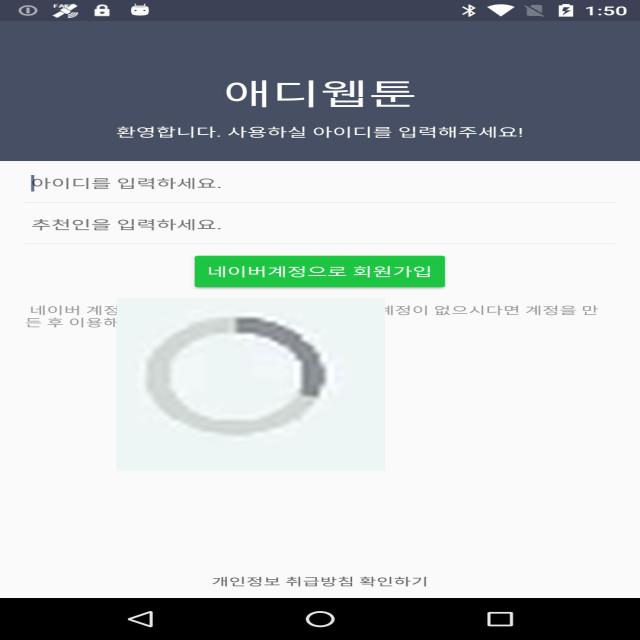 1:50
애디웹툰
환영합니다. 사용하실 아이디를 입력해주세요!
아이디를 입력하세요.
추천인을 입력하세요.
네이버계정으로 회원가입
네이버 계정 계정이 없으시다면 계정을 만
든 후 이용해
개인정보 취급방침 확인하기